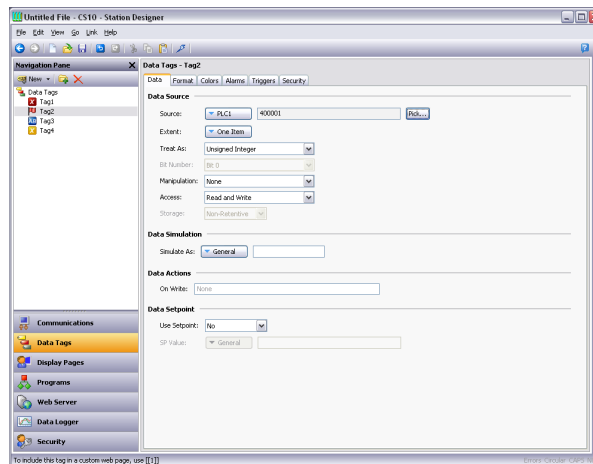 Untitled File - CS10 - Station Designer
File Edit View Go Link Help
Navigation Pane X
New
Data Tags
Tag1
Tag2
Tag3
Tag4
Communications
Data Tags
Display Pages
Programs
Web Server
Data Logger
Security
Data Tags - Tag2
Data Format Colors Alarms Triggers Security
Data Source
Source: PLC1 400001 Pick...
Extent: One Item
Treat As: Unsigned Integer
Bit Number: Bit 0
Manipulation: None
Access: Read and Write
Storage: Non-Retentive
Data Simulation
Simulate As: General
Data Actions
On Write: None
Data Setpoint
Use Setpoint: No
SP Value: General
To include this tag in a custom web page, use [[1]]
Errors Circular CAPS